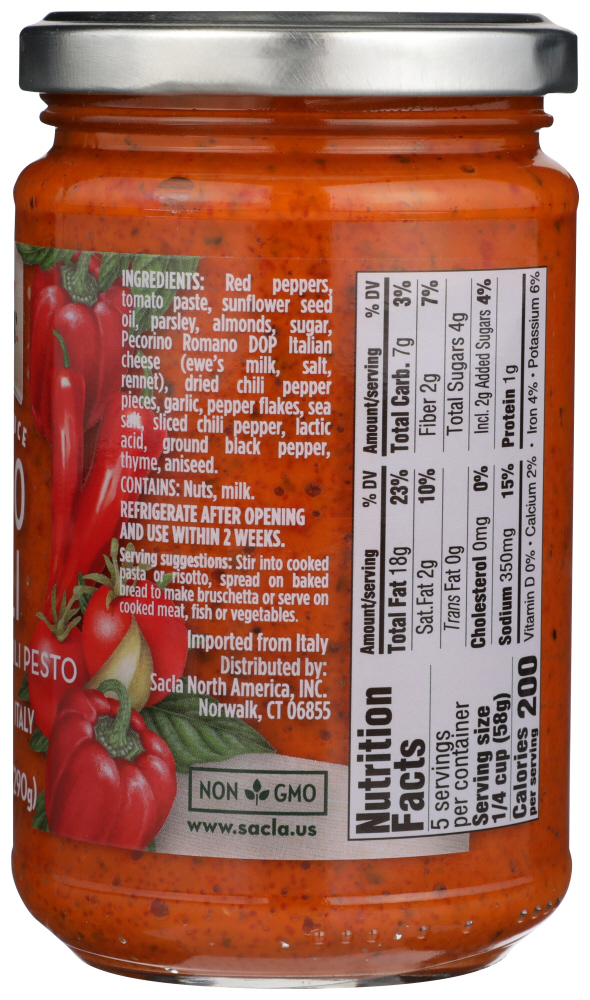 ICE
O
LI
LI PESTO
ITALY
290g)
INGREDIENTS: Red peppers,
tomato paste, sunflower seed
oil, parsley, almonds, sugar,
Pecorino Romano DOP Italian
cheese (ewe's milk, salt,
rennet), dried chili pepper
pieces, garlic, pepper flakes, sea
salt, sliced chili pepper, lactic
acid, ground black pepper,
thyme, aniseed.
CONTAINS: Nuts, milk.
REFRIGERATE AFTER OPENING
AND USE WITHIN 2 WEEKS.
Serving suggestions: Stir into cooked
pasta or risotto, spread on baked
bread to make bruschetta or serve on
cooked meat, fish or vegetables.
Imported from Italy
Distributed by:
Sacla North America, INC.
Norwalk, CT 06855
NON GMO
www.sacla.us
Nutrition
Facts
5 servings
per container
Serving size
1/4 cup (58g)
Calories 200
per serving
Amount/serving % DV
Total Fat 18g 23%
Sat.Fat 2g 10%
Trans Fat 0g
Cholesterol 0mg 0%
Sodium 350mg 15%
Amount/serving % DV
Total Carb. 7g 3%
Fiber 2g 7%
Total Sugars 4g
Incl. 2g Added Sugars 4%
Protein 1g
Vitamin D 0% • Calcium 2% • Iron 4% • Potassium 6%